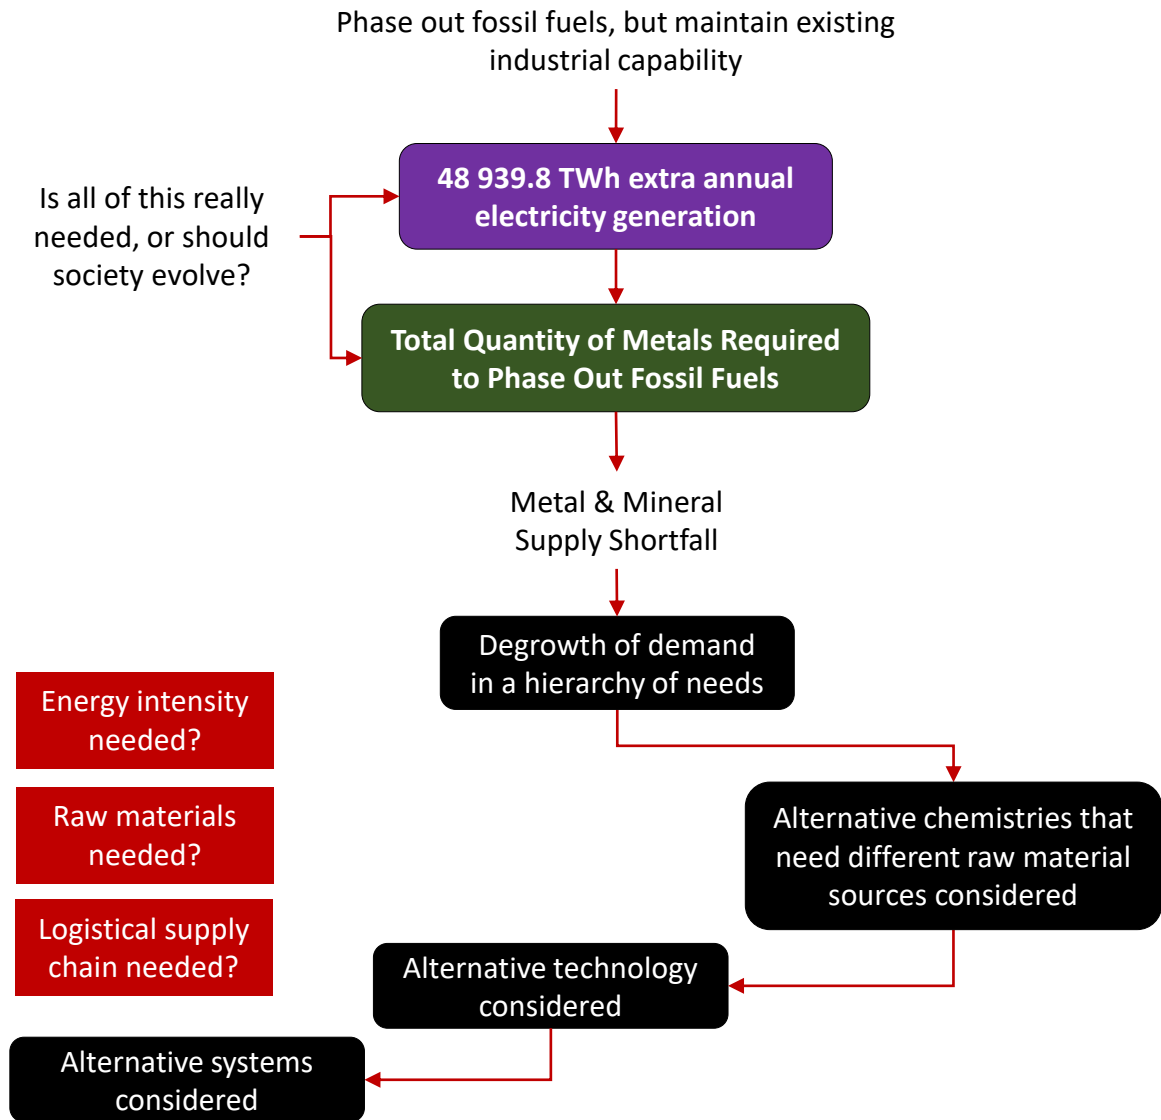 Phase out fossil fuels, but maintain existing
industrial capability
48 939.8 TWh extra annual
electricity generation
Is all of this really
needed, or should
society evolve?
Total Quantity of Metals Required
to Phase Out Fossil Fuels
Metal & Mineral
Supply Shortfall
Degrowth of demand
in a hierarchy of needs
Energy intensity
needed?
Raw materials
needed?
Logistical supply
chain needed?
Alternative chemistries that
need different raw material
sources considered
Alternative technology
considered
Alternative systems
considered